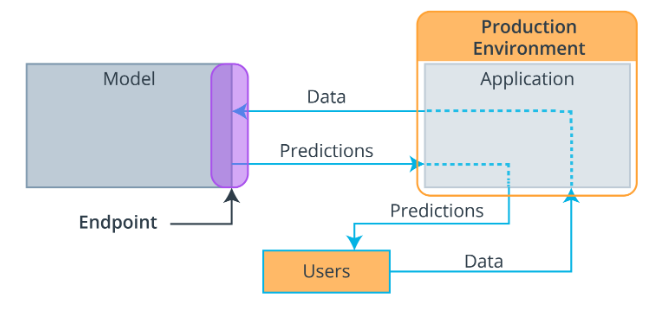 Production
Environment
Model
Application
Data
Predictions
Endpoint
Predictions
Users
Data